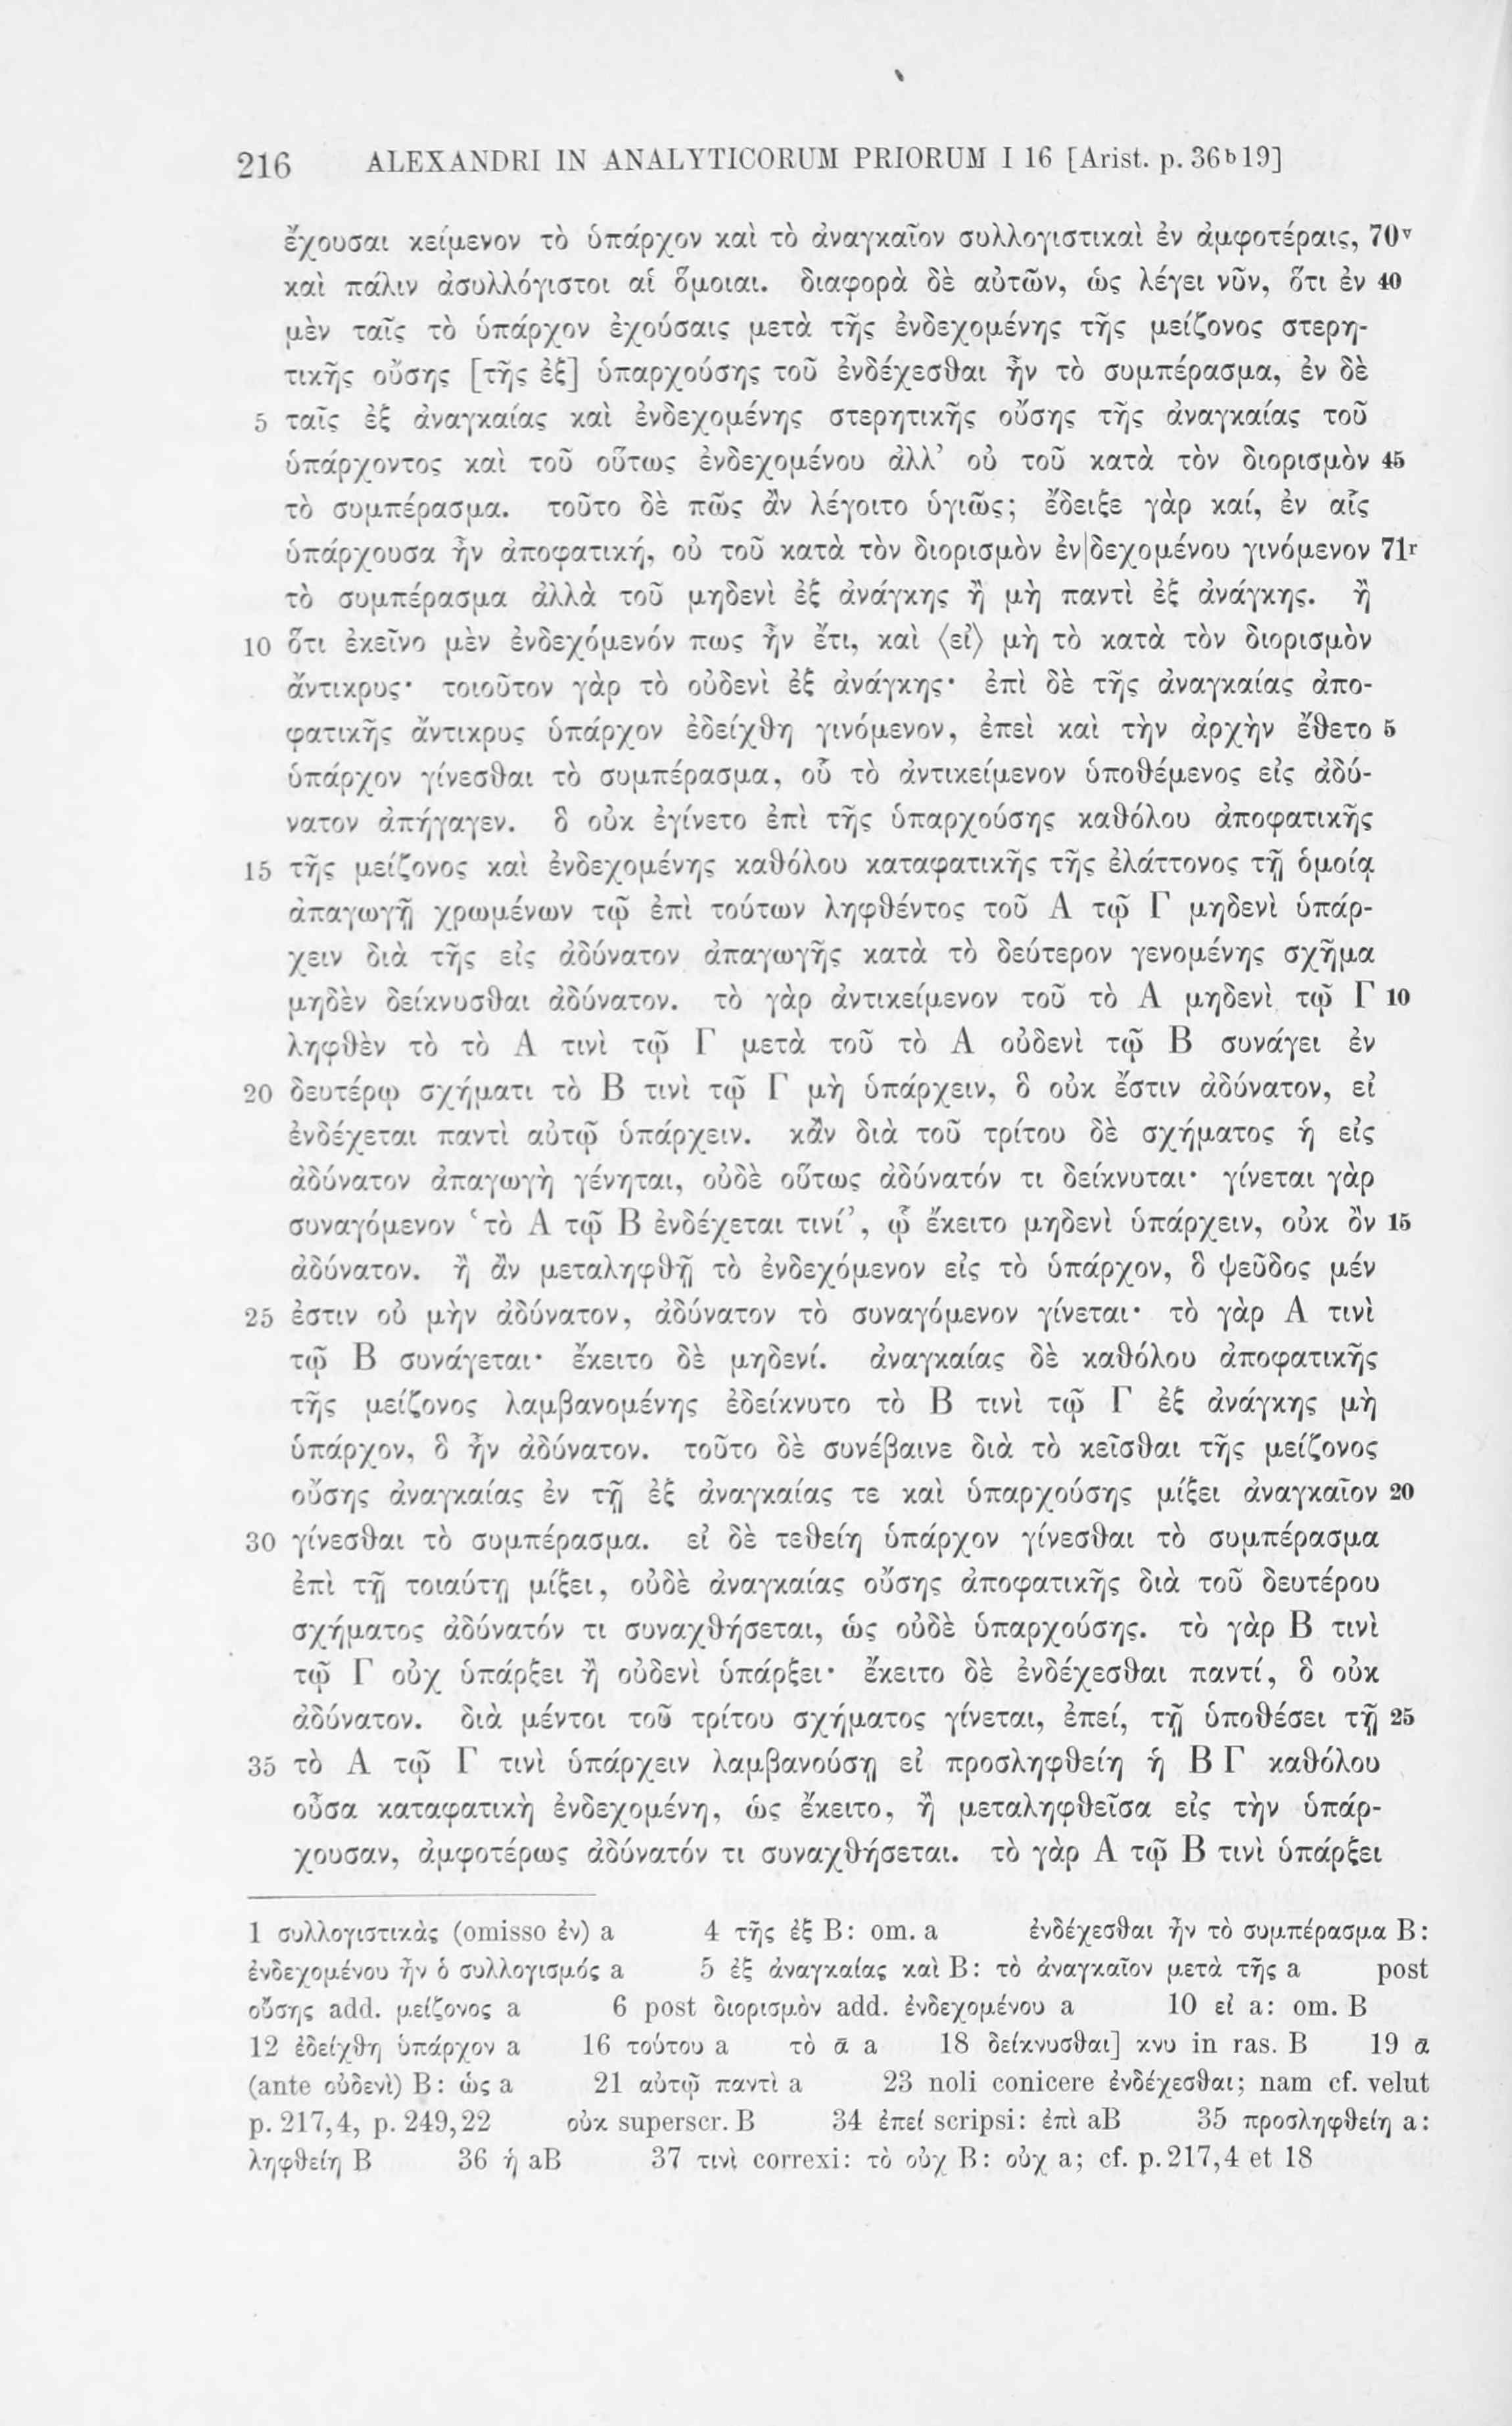 216 ALEXANDRI IN ANALYTICORUM PRIORUM I 16 [Arist. p. 36b19]
ἔχουσαι κείμενον τὸ ὑπάρχον καὶ τὸ ἀναγκαῖον συλλογιστικαὶ ἐν ἀμφοτέραις, 70v
καὶ πάλιν ἀσυλλόγιστοι αἱ ὅμοιαι. διαφορὰ δὲ αὐτῶν, ὡς λέγει νῦν, ὅτι ἐν 40
μὲν ταῖς τὸ ὑπάρχον ἐχούσαις μετὰ τῆς ἐνδεχομένης τῆς μείζονος στερη-
τικῆς οὔσης [τῆς ἐξ] ὑπαρχούσης τοῦ ἐνδέχεσθαι ἦν τὸ συμπέρασμα, ἐν δὲ
5 ταῖς ἐξ ἀναγκαίας καὶ ἐνδεχομένης στερητικῆς οὔσης τῆς ἀναγκαίας τοῦ
ὑπάρχοντος καὶ τοῦ οὕτως ἐνδεχομένου ἀλλ’ οὐ τοῦ κατὰ τὸν διορισμὸν 45
τὸ συμπέρασμα. τοῦτο δὲ πῶς ἂν λέγοιτο ὑγιῶς; ἔδειξε γὰρ καί, ἐν αἷς
ὑπάρχουσα ἦν ἀποφατική, οὐ τοῦ κατὰ τὸν διορισμὸν ἐν|δεχομένου γινόμενον 71r
τὸ συμπέρασμα ἀλλὰ τοῦ μηδενὶ ἐξ ἀνάγκης ἢ μὴ παντὶ ἐξ ἀνάγκης. ἢ
10 ὅτι ἐκεῖνο μὲν ἐνδεχόμενόν πως ἦν ἔτι, καὶ ⟨εἰ⟩ μὴ τὸ κατὰ τὸν διορισμὸν
ἄντικρυς· τοιοῦτον γὰρ τὸ οὐδενὶ ἐξ ἀνάγκης· ἐπὶ δὲ τῆς ἀναγκαίας ἀπο-
φατικῆς ἄντικρυς ὑπάρχον ἐδείχθη γινόμενον, ἐπεὶ καὶ τὴν ἀρχὴν ἔθετο 5
ὑπάρχον γίνεσθαι τὸ συμπέρασμα, οὗ τὸ ἀντικείμενον ὑποθέμενος εἰς ἀδύ-
νατον ἀπήγαγεν. ὃ οὐκ ἐγίνετο ἐπὶ τῆς ὑπαρχούσης καθόλου ἀποφατικῆς
15 τῆς μείζονος καὶ ἐνδεχομένης καθόλου καταφατικῆς τῆς ἐλάττονος τῇ ὁμοίᾳ
ἀπαγωγῇ χρωμένων τῷ ἐπὶ τούτων ληφθέντος τοῦ Α τῷ Γ μηδενὶ ὑπάρ-
χειν διὰ τῆς εἰς ἀδύνατον ἀπαγωγῆς κατὰ τὸ δεύτερον γενομένης σχῆμα
μηδὲν δείκνυσθαι ἀδύνατον. τὸ γὰρ ἀντικείμενον τοῦ τὸ Α μηδενὶ τῷ Γ 10
ληφθὲν τὸ τὸ Α τινὶ τῷ Γ μετὰ τοῦ τὸ Α οὐδενὶ τῷ Β συνάγει ἐν
20 δευτέρῳ σχήματι τὸ Β τινὶ τῷ Γ μὴ ὑπάρχειν, ὃ οὐκ ἔστιν ἀδύνατον, εἰ
ἐνδέχεται παντὶ αὐτῷ ὑπάρχειν. κἂν διὰ τοῦ τρίτου δὲ σχήματος ἡ εἰς
ἀδύνατον ἀπαγωγὴ γένηται, οὐδὲ οὕτως ἀδύνατόν τι δείκνυται· γίνεται γὰρ
συναγόμενον ‘τὸ Α τῷ Β ἐνδέχεται τινί’, ᾧ ἔκειτο μηδενὶ ὑπάρχειν, οὐκ ὂν 15
ἀδύνατον. ἢ ἂν μεταληφθῇ τὸ ἐνδεχόμενον εἰς τὸ ὑπάρχον, ὃ ψεῦδος μέν
25 ἐστιν οὐ μὴν ἀδύνατον, ἀδύνατον τὸ συναγόμενον γίνεται· τὸ γὰρ Α τινὶ
τῷ Β συνάγεται· ἔκειτο δὲ μηδενί. ἀναγκαίας δὲ καθόλου ἀποφατικῆς
τῆς μείζονος λαμβανομένης ἐδείκνυτο τὸ Β τινὶ τῷ Γ ἐξ ἀνάγκης μὴ
ὑπάρχον, ὃ ἦν ἀδύνατον. τοῦτο δὲ συνέβαινε διὰ τὸ κεῖσθαι τῆς μείζονος
οὔσης ἀναγκαίας ἐν τῇ ἐξ ἀναγκαίας τε καὶ ὑπαρχούσης μίξει ἀναγκαῖον 20
30 γίνεσθαι τὸ συμπέρασμα. εἰ δὲ τεθείη ὑπάρχον γίνεσθαι τὸ συμπέρασμα
ἐπὶ τῇ τοιαύτῃ μίξει, οὐδὲ ἀναγκαίας οὔσης ἀποφατικῆς διὰ τοῦ δευτέρου
σχήματος ἀδύνατόν τι συναχθήσεται, ὡς οὐδὲ ὑπαρχούσης. τὸ γὰρ Β τινὶ
τῷ Γ οὐχ ὑπάρξει ἢ οὐδενὶ ὑπάρξει· ἔκειτο δὲ ἐνδέχεσθαι παντί, ὃ οὐκ
ἀδύνατον. διὰ μέντοι τοῦ τρίτου σχήματος γίνεται, ἐπεί, τῇ ὑποθέσει τῇ 25
35 τὸ Α τῷ Γ τινὶ ὑπάρχειν λαμβανούσῃ εἰ προσληφθείη ἡ Β Γ καθόλου
οὖσα καταφατικὴ ἐνδεχομένη, ὡς ἔκειτο, ἢ μεταληφθεῖσα εἰς τὴν ὑπάρ-
χουσαν, ἀμφοτέρως ἀδύνατόν τι συναχθήσεται. τὸ γὰρ Α τῷ Β τινὶ ὑπάρξει
1 συλλογιστικὰς (omisso ἐν) a 4 τῆς ἐξ B: om. a ἐνδέχεσθαι ἦν τὸ συμπέρασμα B:
ἐνδεχομένου ἦν ὁ συλλογισμός a 5 ἐξ ἀναγκαίας καὶ B: τὸ ἀναγκαῖον μετὰ τῆς a post
οὔσης add. μείζονος a 6 post διορισμὸν add. ἐνδεχομένου a 10 εἰ a: om. B
12 ἐδείχθη ὑπάρχον a 16 τούτου a τὸ ᾱ a 18 δείκνυσθαι] κνυ in ras. B 19 ᾱ
(ante οὐδενὶ) B: ὡς a 21 αὐτῷ παντὶ a 23 noli conicere ἐνδέχεσθαι; nam cf. velut
p. 217,4, p. 249,22 οὐκ superscr. B 34 ἐπεί scripsi: ἐπὶ aB 35 προσληφθείη a:
ληφθείη B 36 ἡ aB 37 τινὶ correxi: τὸ οὐχ B: οὐχ a; cf. p. 217,4 et 18